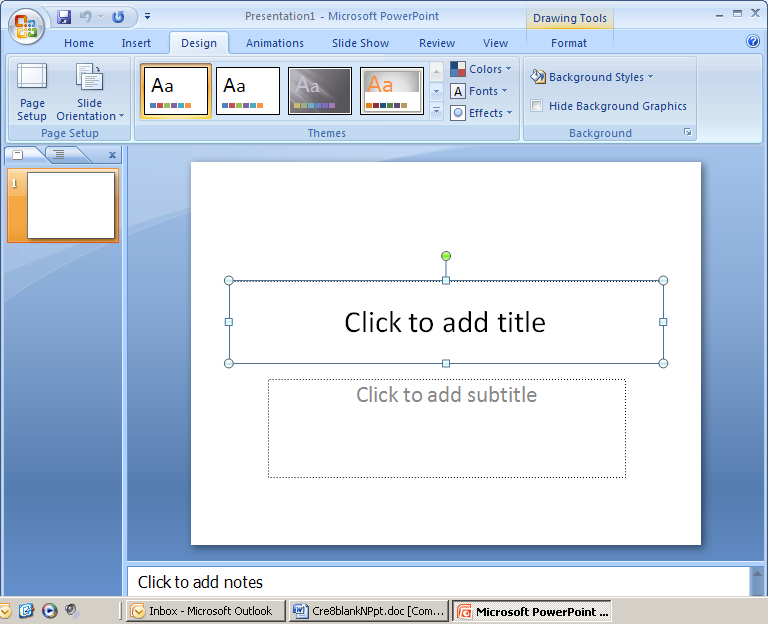 Presentation1 - Microsoft PowerPoint
Drawing Tools
Home Insert Design Animations Slide Show Review View Format
Page Setup
Slide Orientation
Page Setup
Aa Aa Aa Aa
Colors
Fonts
Effects
Themes
Background Styles
Hide Background Graphics
Background
1
Click to add title
Click to add subtitle
Click to add notes
Inbox - Microsoft Outlook
Cre8blankNPpt.doc [Com...
Microsoft PowerPoint ...